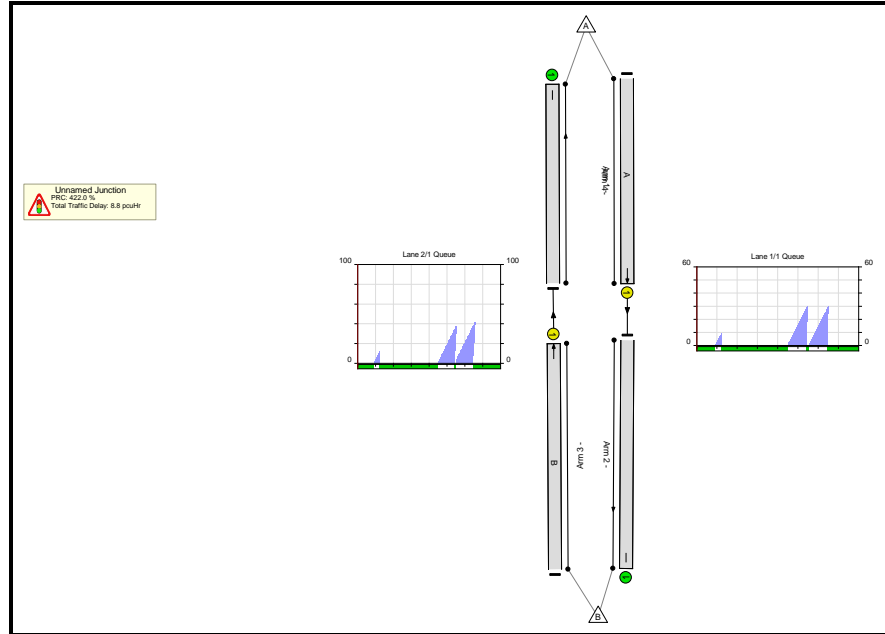 A
A
Unnamed Junction
PRC: 422.0 %
Total Traffic Delay: 8.8 pcuHr
Lane 2/1 Queue
100
100
0
0
Lane 1/1 Queue
60
60
0
0
B
Arm 3 -
Arm 2 -
B